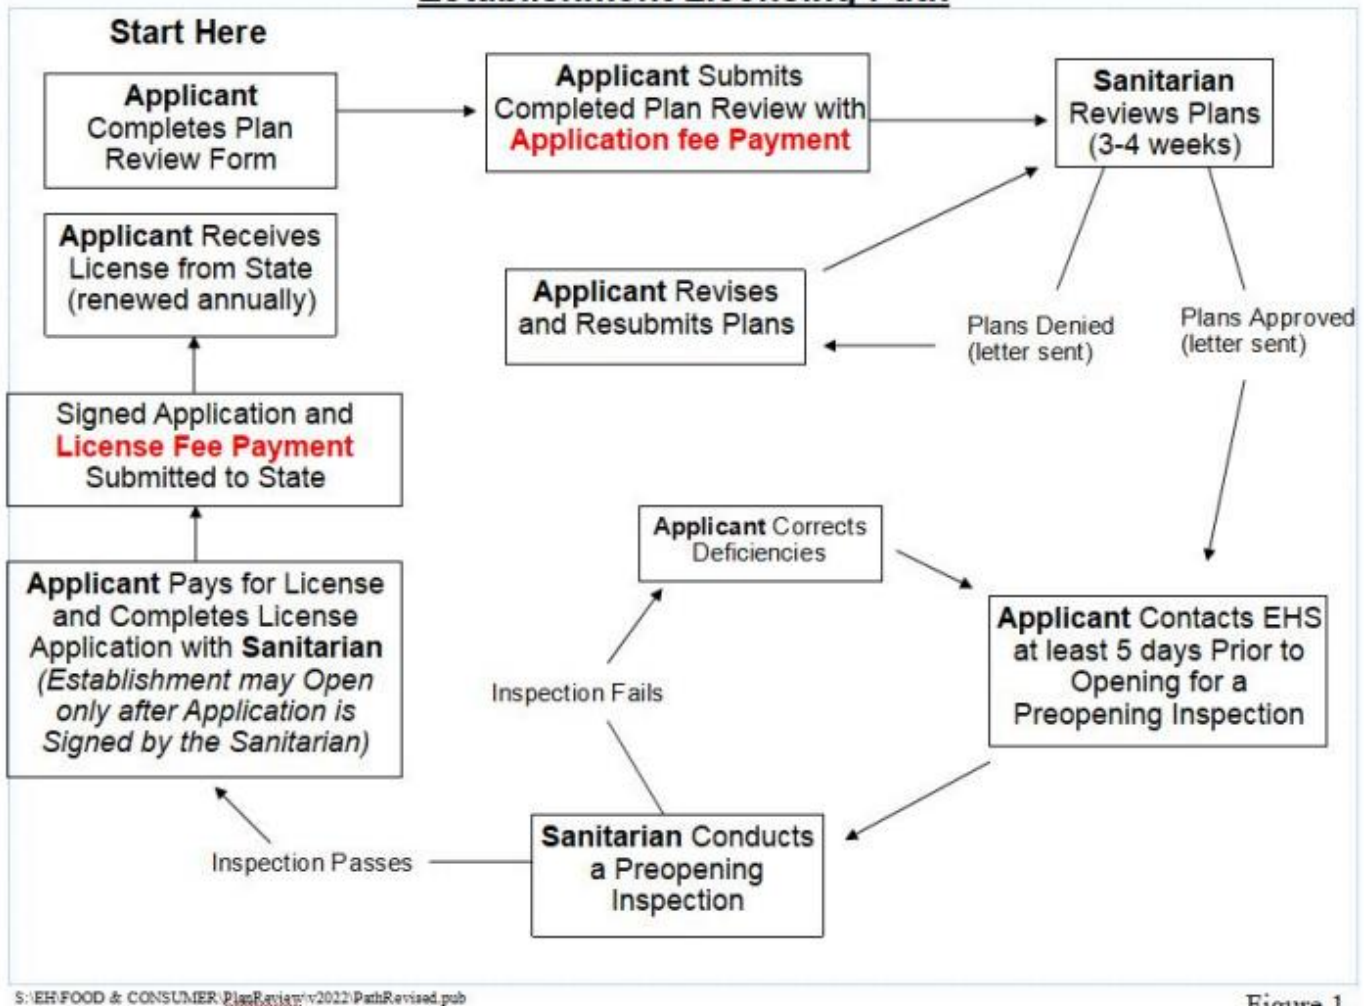 Establishment Licensing Path
Start Here
Applicant
Completes Plan
Review Form
Applicant Submits
Completed Plan Review with
Application fee Payment
Sanitarian
Reviews Plans
(3-4 weeks)
Applicant Receives
License from State
(renewed annually)
Applicant Revises
and Resubmits Plans
Plans Denied
(letter sent)
Plans Approved
(letter sent)
Signed Application and
License Fee Payment
Submitted to State
Applicant Corrects
Deficiencies
Applicant Pays for License
and Completes License
Application with Sanitarian
(Establishment may Open
only after Application is
Signed by the Sanitarian)
Inspection Fails
Applicant Contacts EHS
at least 5 days Prior to
Opening for a
Preopening Inspection
Inspection Passes
Sanitarian Conducts
a Preopening
Inspection
S:\EH\FOOD & CONSUMER\PlanReview\v2022\PathRevised.pub
Figure 1